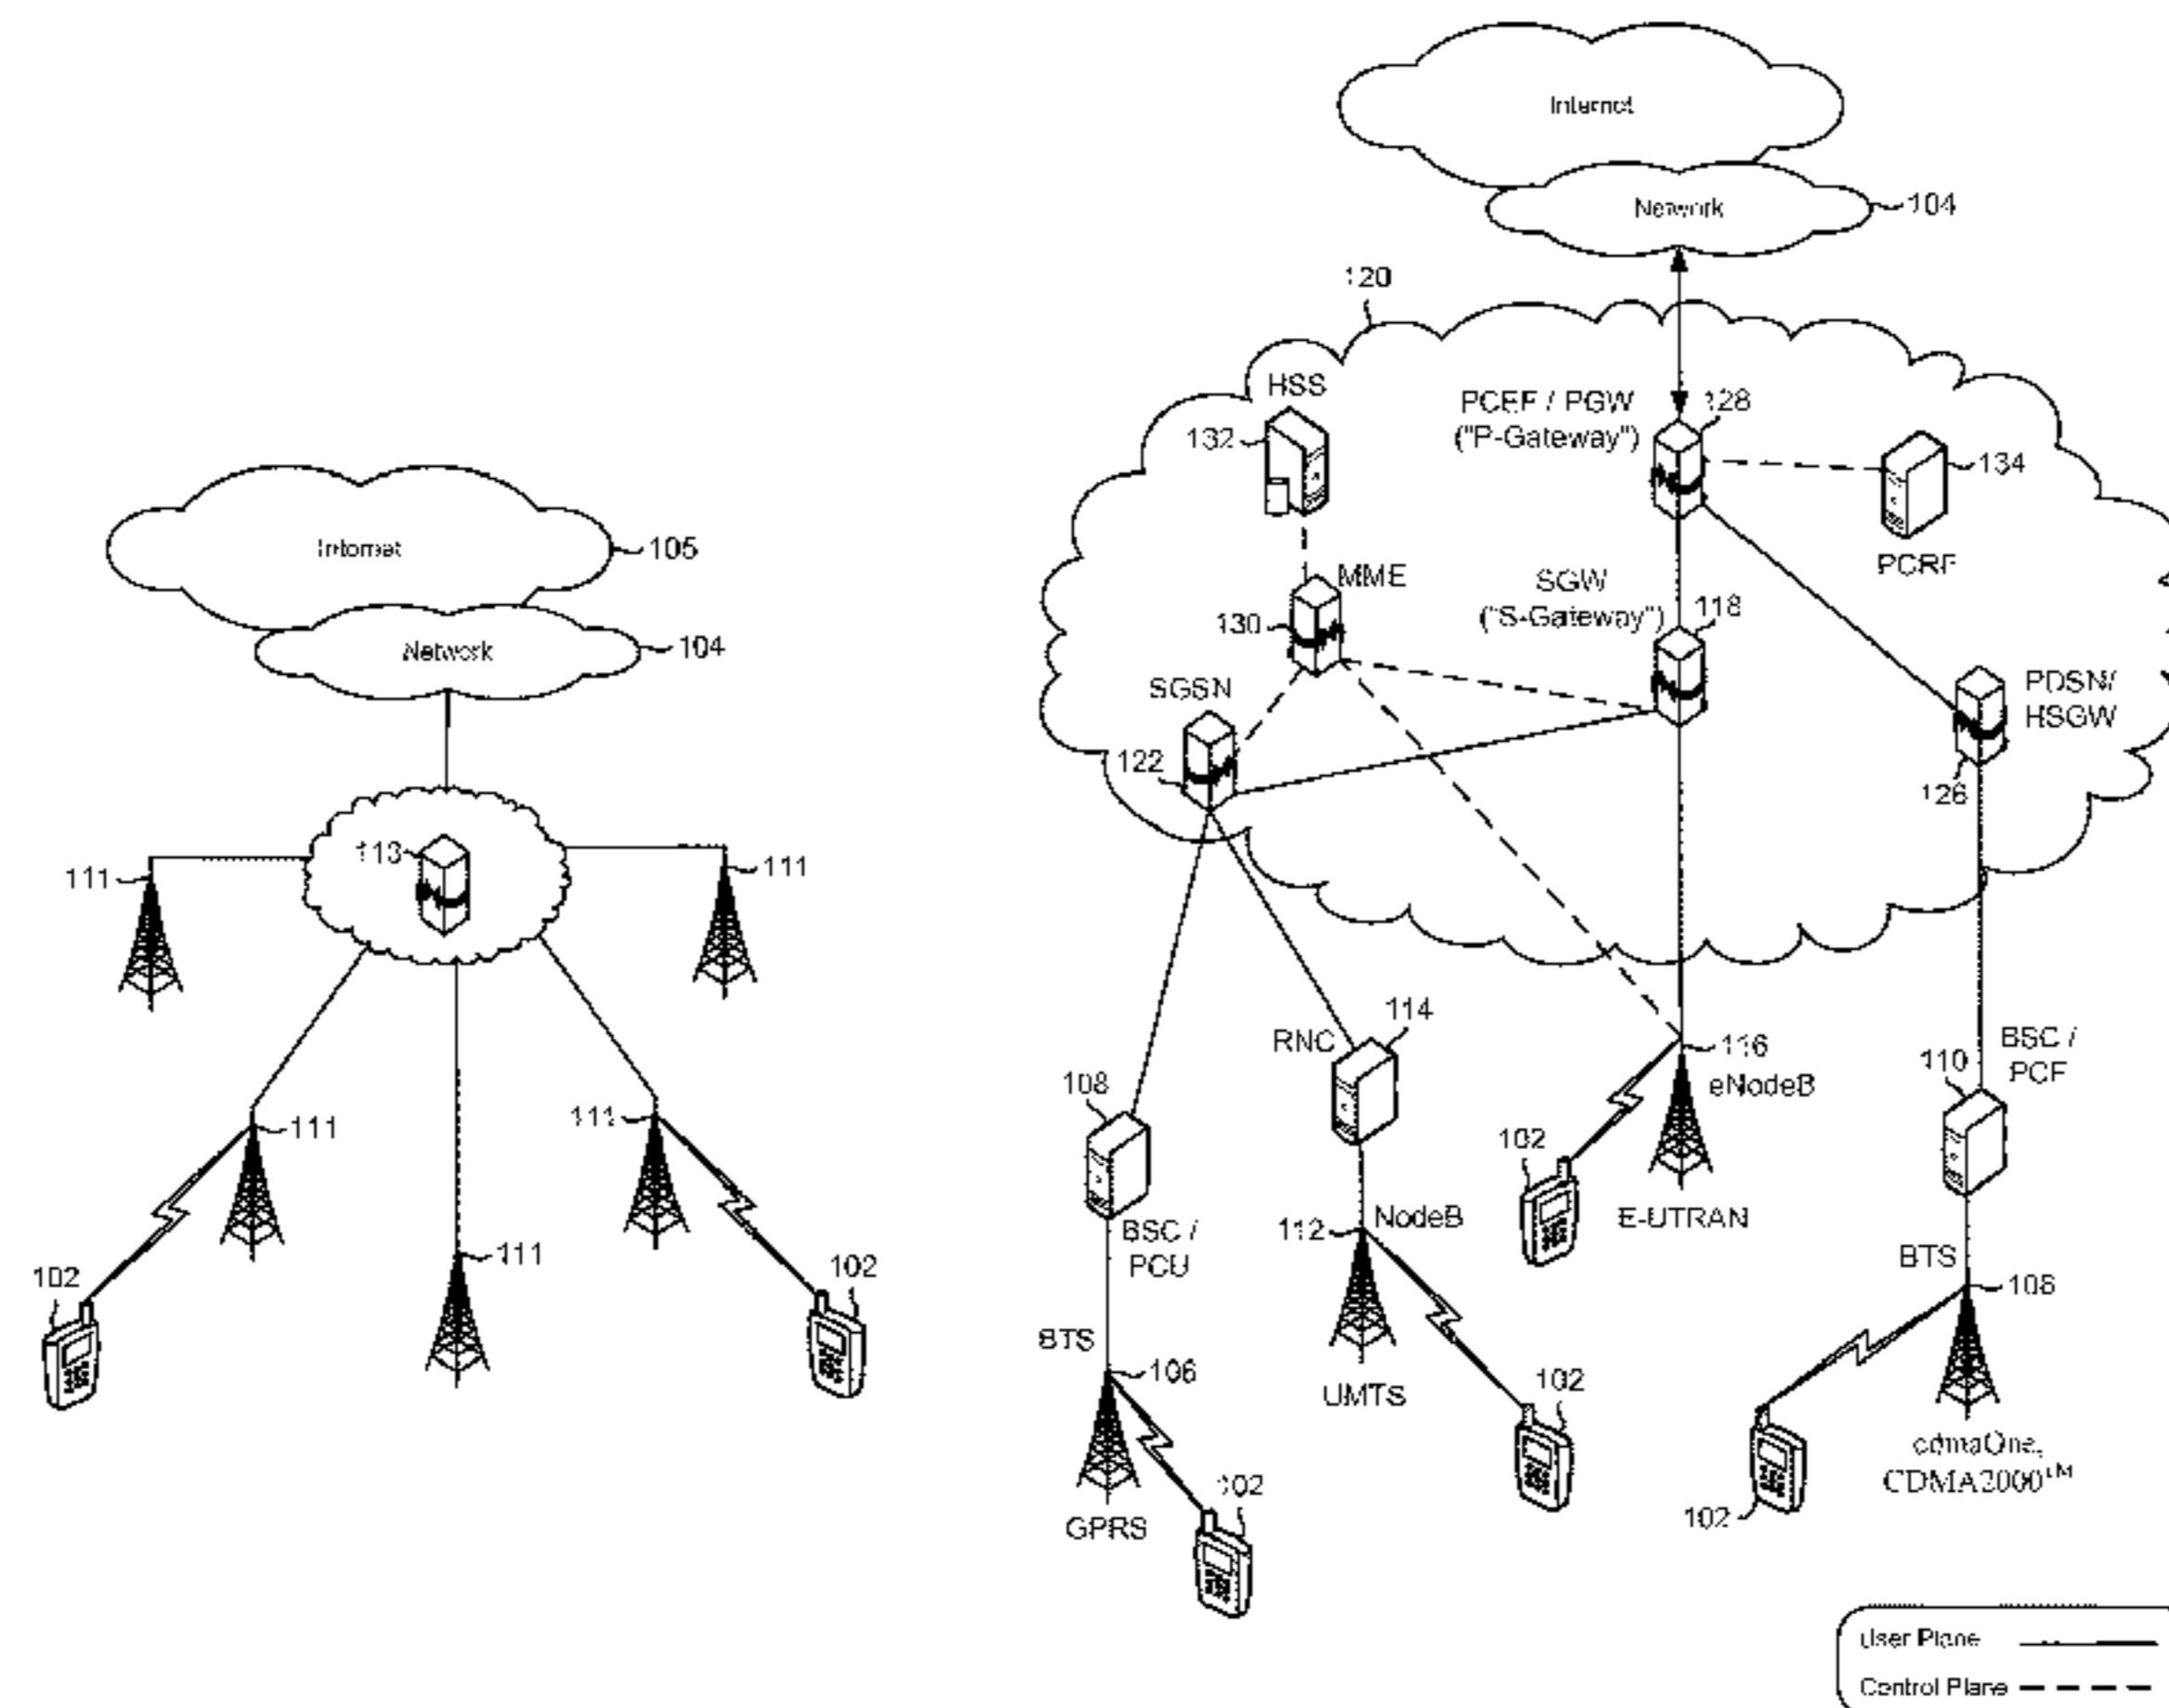 Internet
105
Network
104
113
111
111
111
111
111
102
102
Internet
Network
104
120
HSS
132
PCEF / PGW
("P-Gateway")
128
134
PCRF
MME
130
SGW
("S-Gateway")
118
SGSN
122
PDSN/
HSGW
126
RNC
114
108
BSC /
PCU
116
eNodeB
102
E-UTRAN
110
BSC /
PCF
NodeB
112
UMTS
102
BTS
106
GPRS
102
BTS
108
cdmaOne,
CDMA2000™
102
User Plane
Control Plane